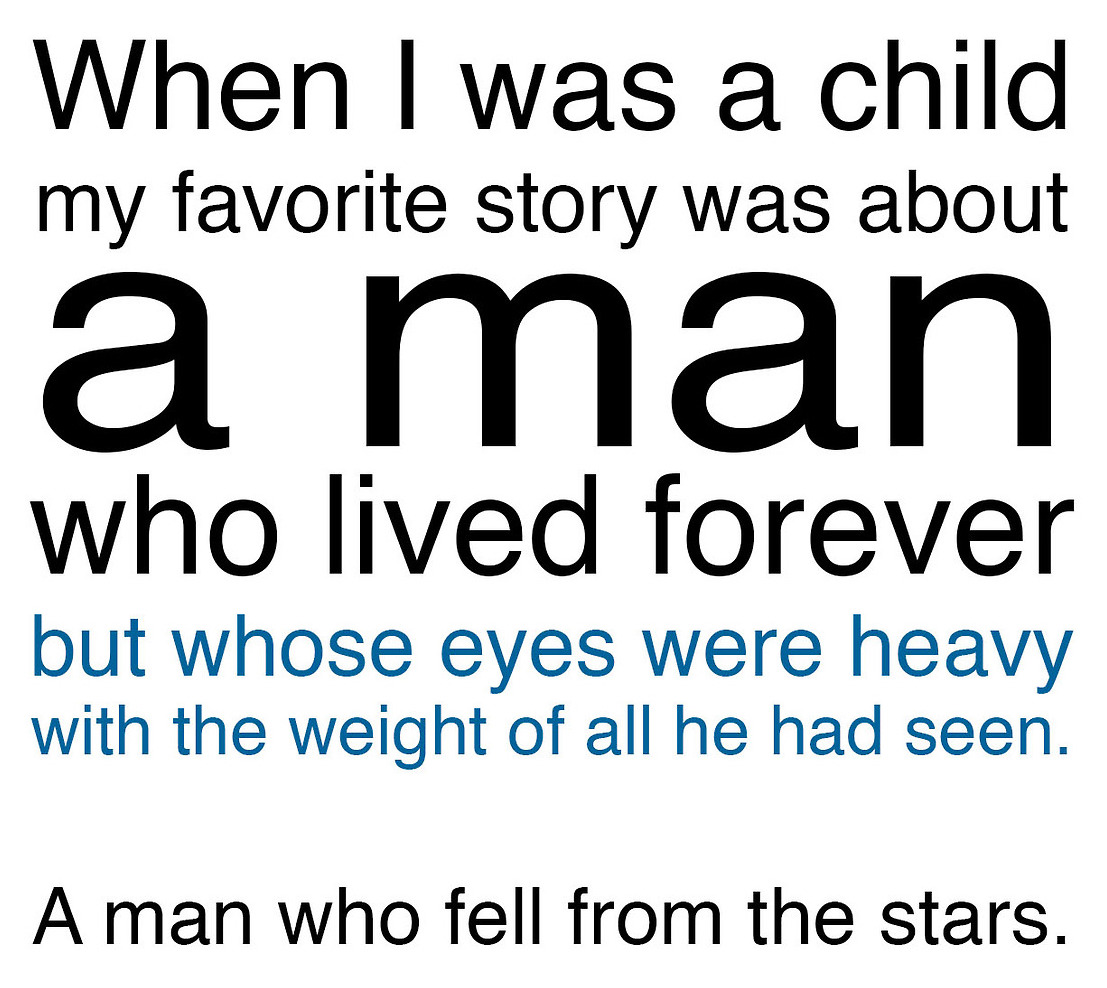 When I was a child
my favorite story was about
a man
who lived forever
but whose eyes were heavy
with the weight of all he had seen.
A man who fell from the stars.